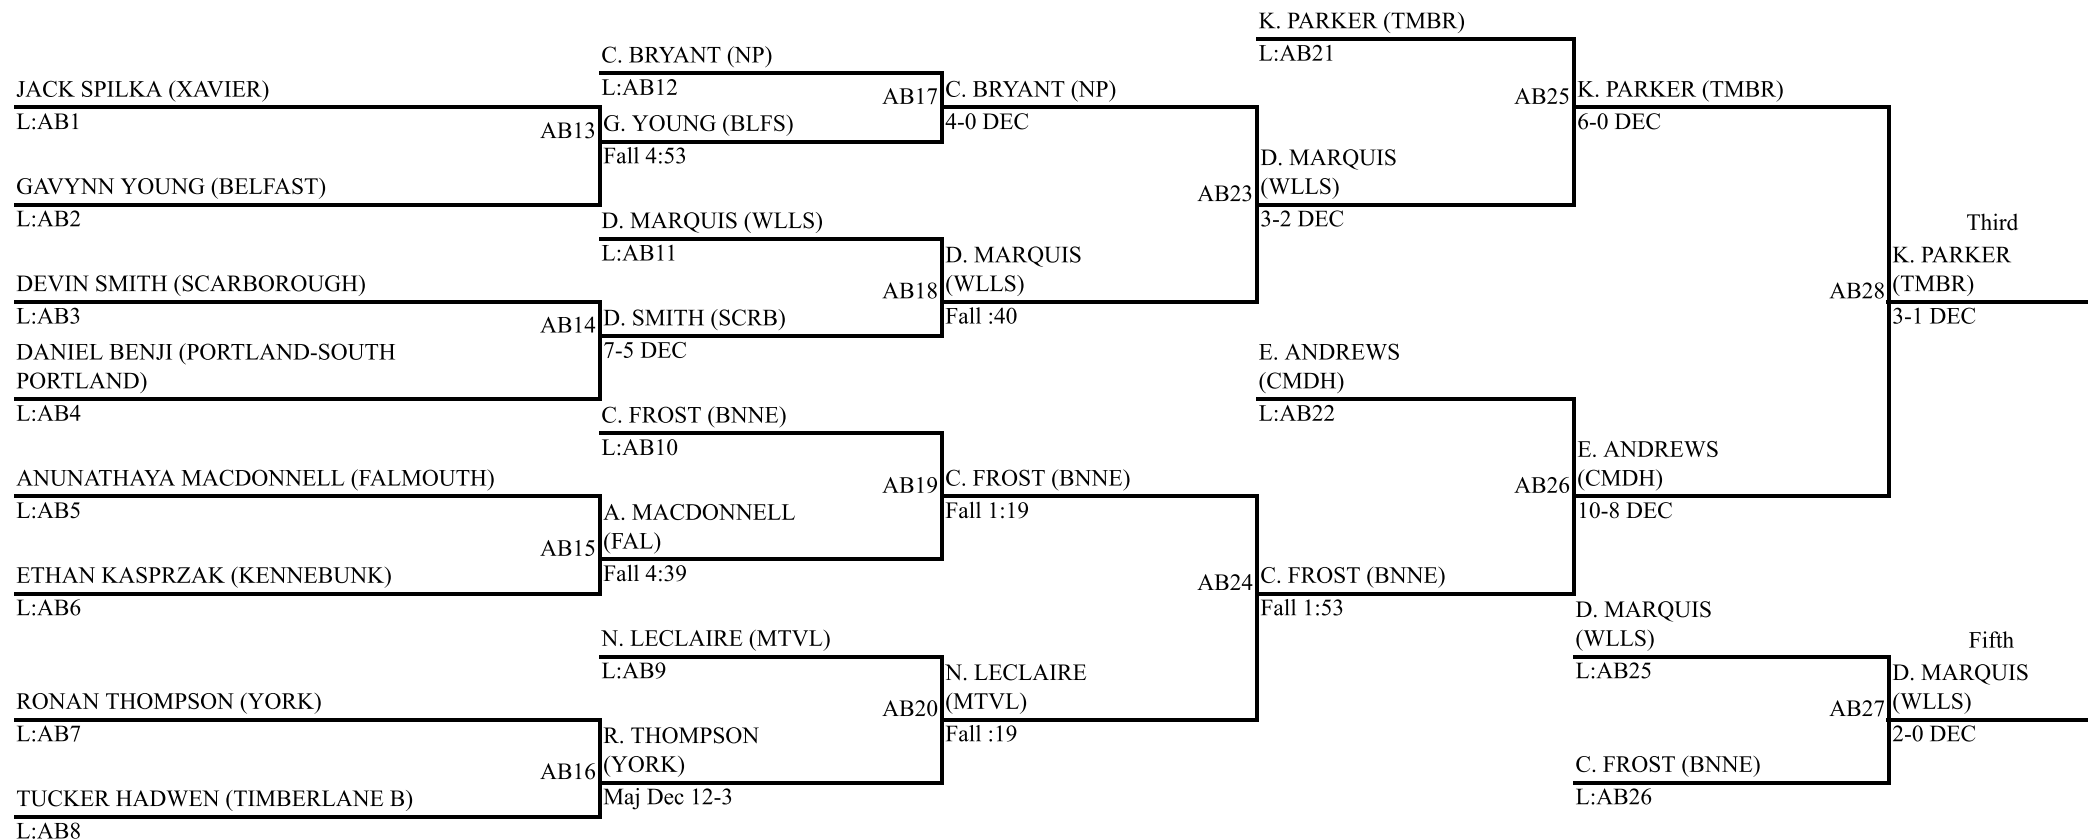 JACK SPILKA (XAVIER)
L:AB1
GAVYNN YOUNG (BELFAST)
L:AB2
DEVIN SMITH (SCARBOROUGH)
L:AB3
DANIEL BENJI (PORTLAND-SOUTH
PORTLAND)
L:AB4
ANUNATHAYA MACDONNELL (FALMOUTH)
L:AB5
ETHAN KASPRZAK (KENNEBUNK)
L:AB6
RONAN THOMPSON (YORK)
L:AB7
TUCKER HADWEN (TIMBERLANE B)
L:AB8
AB13
AB14
AB15
AB16
C. BRYANT (NP)
L:AB12
G. YOUNG (BLFS)
Fall 4:53
D. MARQUIS (WLLS)
L:AB11
D. SMITH (SCRB)
7-5 DEC
C. FROST (BNNE)
L:AB10
A. MACDONNELL
(FAL)
Fall 4:39
N. LECLAIRE (MTVL)
L:AB9
R. THOMPSON
(YORK)
Maj Dec 12-3
AB17
AB18
AB19
AB20
C. BRYANT (NP)
4-0 DEC
D. MARQUIS
(WLLS)
Fall :40
C. FROST (BNNE)
Fall 1:19
N. LECLAIRE
(MTVL)
Fall :19
AB23
AB24
K. PARKER (TMBR)
L:AB21
D. MARQUIS
(WLLS)
3-2 DEC
E. ANDREWS
(CMDH)
L:AB22
C. FROST (BNNE)
Fall 1:53
AB25
AB26
K. PARKER (TMBR)
6-0 DEC
E. ANDREWS
(CMDH)
10-8 DEC
D. MARQUIS
(WLLS)
L:AB25
C. FROST (BNNE)
L:AB26
AB28
AB27
Third
K. PARKER
(TMBR)
3-1 DEC
Fifth
D. MARQUIS
(WLLS)
2-0 DEC